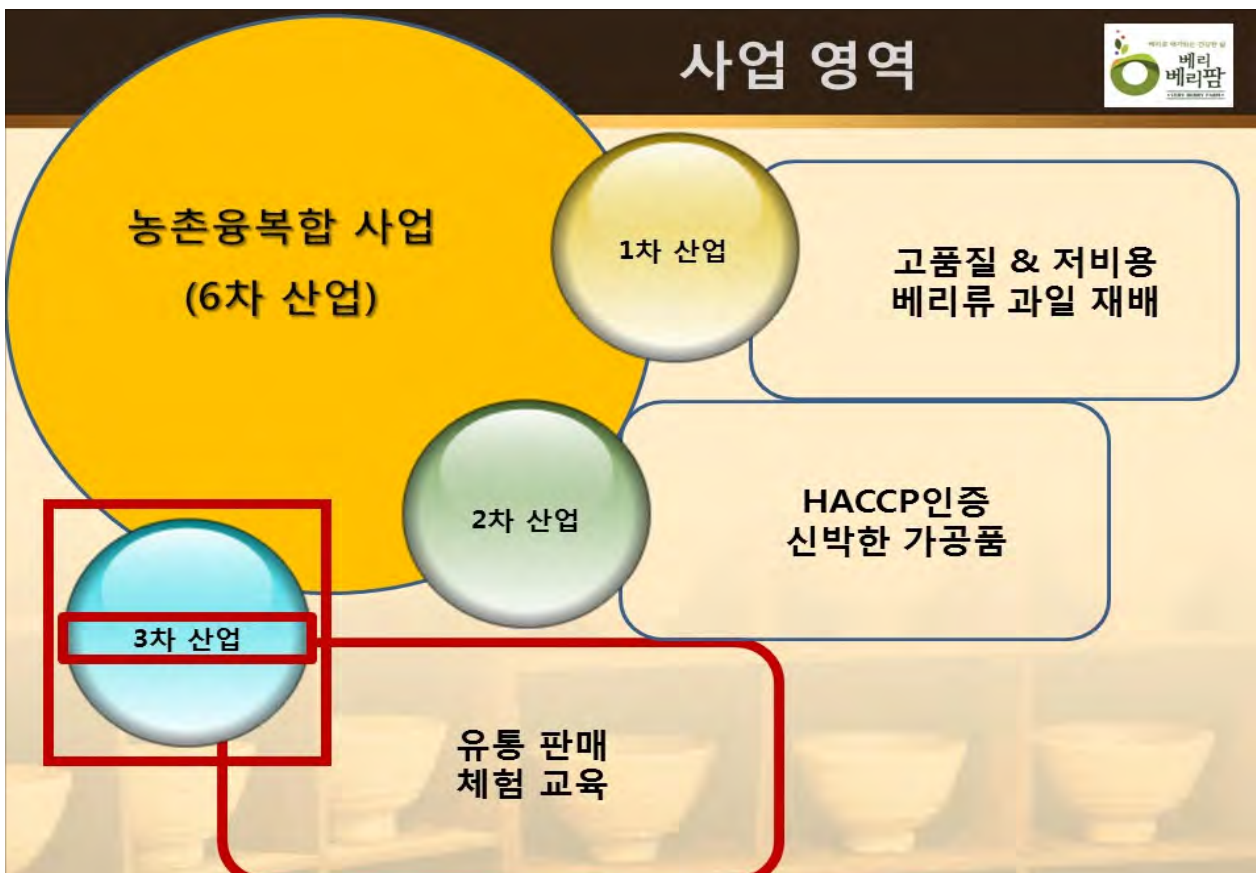 사업 영역
베리
베리팜
농촌융복합 사업
(6차 산업)
1차 산업
고품질 & 저비용
베리류 과일 재배
2차 산업
HACCP인증
신박한 가공품
3차 산업
유통 판매
체험 교육